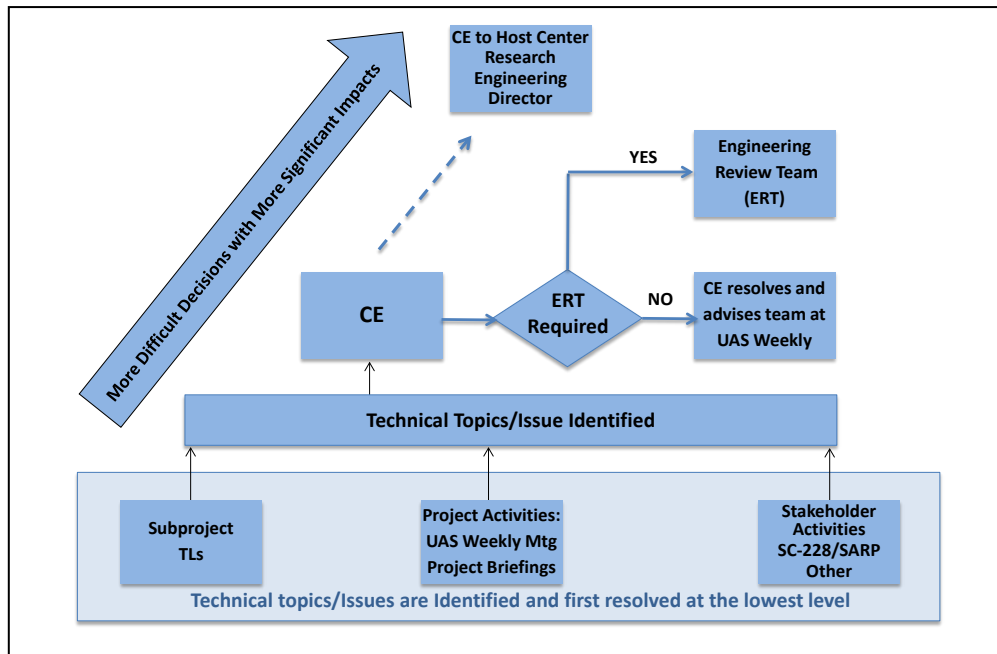 CE to Host Center
Research
Engineering
Director
More Difficult Decisions with More Significant Impacts
YES
Engineering
Review Team
(ERT)
CE
ERT
Required
NO
CE resolves and
advises team at
UAS Weekly
Technical Topics/Issue Identified
Subproject
TLs
Project Activities:
UAS Weekly Mtg
Project Briefings
Stakeholder
Activities
SC-228/SARP
Other
Technical topics/Issues are Identified and first resolved at the lowest level